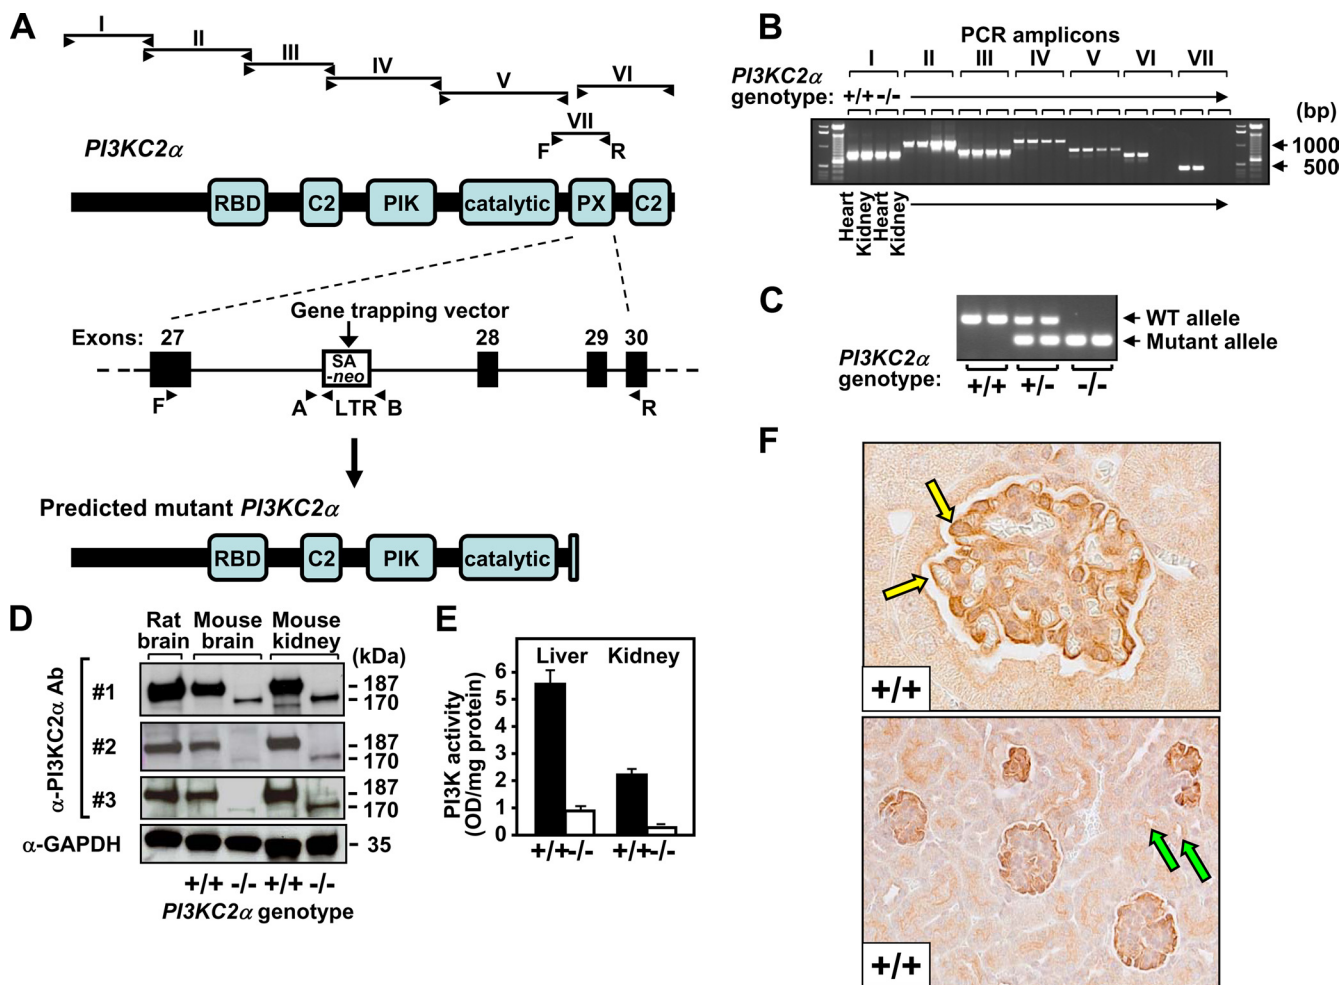 A
I
II
III
IV
V
VI
VII
F R
PI3KC2α
RBD C2 PIK catalytic PX C2
Gene trapping vector
Exons: 27 28 29 30
SA
-neo
F A LTR B R
Predicted mutant PI3KC2α
RBD C2 PIK catalytic
B
PCR amplicons
I II III IV V VI VII
PI3KC2α
genotype: +/+ -/-
(bp)
1000
500
Heart
Kidney
Heart
Kidney
C
WT allele
Mutant allele
PI3KC2α
genotype:
+/+ +/- -/-
D
Rat Mouse Mouse
brain brain kidney (kDa)
α-PI3KC2α Ab
#1
- 187
- 170
#2
- 187
- 170
#3
- 187
- 170
α-GAPDH - 35
+/+ -/- +/+ -/-
PI3KC2α genotype
E
Liver Kidney
PI3K activity
(OD/mg protein)
6
5
4
3
2
1
0
+/+ -/- +/+ -/-
F
+/+
+/+